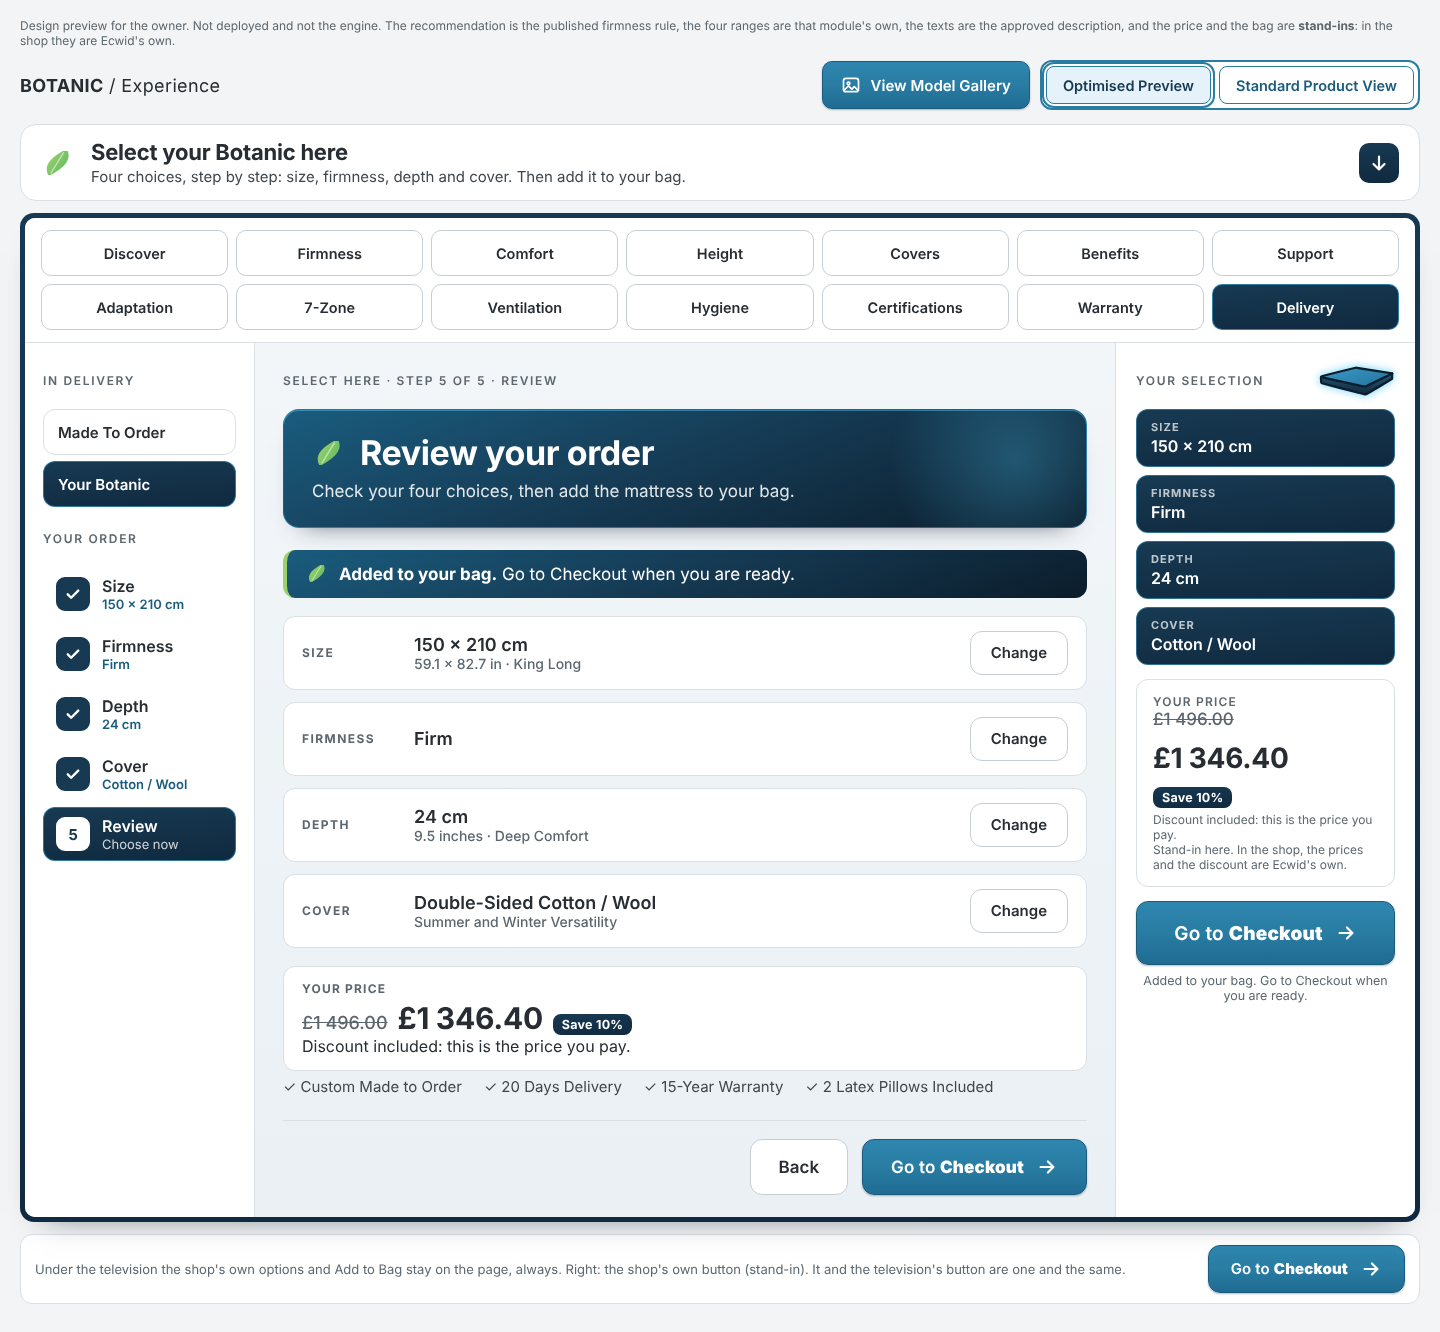 Design preview for the owner. Not deployed and not the engine. The recommendation is the published firmness rule, the four ranges are that module's own, the texts are the approved description, and the price and the bag are stand-ins: in the
shop they are Ecwid's own.
BOTANIC / Experience
View Model Gallery
Optimised Preview
Standard Product View
Select your Botanic here
Four choices, step by step: size, firmness, depth and cover. Then add it to your bag.
Discover
Firmness
Comfort
Height
Covers
Benefits
Support
Adaptation
7-Zone
Ventilation
Hygiene
Certifications
Warranty
Delivery
IN DELIVERY
Made To Order
Your Botanic
YOUR ORDER
Size
150 × 210 cm
Firmness
Firm
Depth
24 cm
Cover
Cotton / Wool
5
Review
Choose now
SELECT HERE · STEP 5 OF 5 · REVIEW
Review your order
Check your four choices, then add the mattress to your bag.
Added to your bag. Go to Checkout when you are ready.
SIZE
150 × 210 cm
59.1 × 82.7 in · King Long
Change
FIRMNESS
Firm
Change
DEPTH
24 cm
9.5 inches · Deep Comfort
Change
COVER
Double-Sided Cotton / Wool
Summer and Winter Versatility
Change
YOUR PRICE
£1 496.00 £1 346.40 Save 10%
Discount included: this is the price you pay.
✓ Custom Made to Order ✓ 20 Days Delivery ✓ 15-Year Warranty ✓ 2 Latex Pillows Included
Back
Go to Checkout →
YOUR SELECTION
SIZE
150 × 210 cm
FIRMNESS
Firm
DEPTH
24 cm
COVER
Cotton / Wool
YOUR PRICE
£1 496.00
£1 346.40
Save 10%
Discount included: this is the price you
pay.
Stand-in here. In the shop, the prices
and the discount are Ecwid's own.
Go to Checkout →
Added to your bag. Go to Checkout when
you are ready.
Under the television the shop's own options and Add to Bag stay on the page, always. Right: the shop's own button (stand-in). It and the television's button are one and the same.
Go to Checkout →